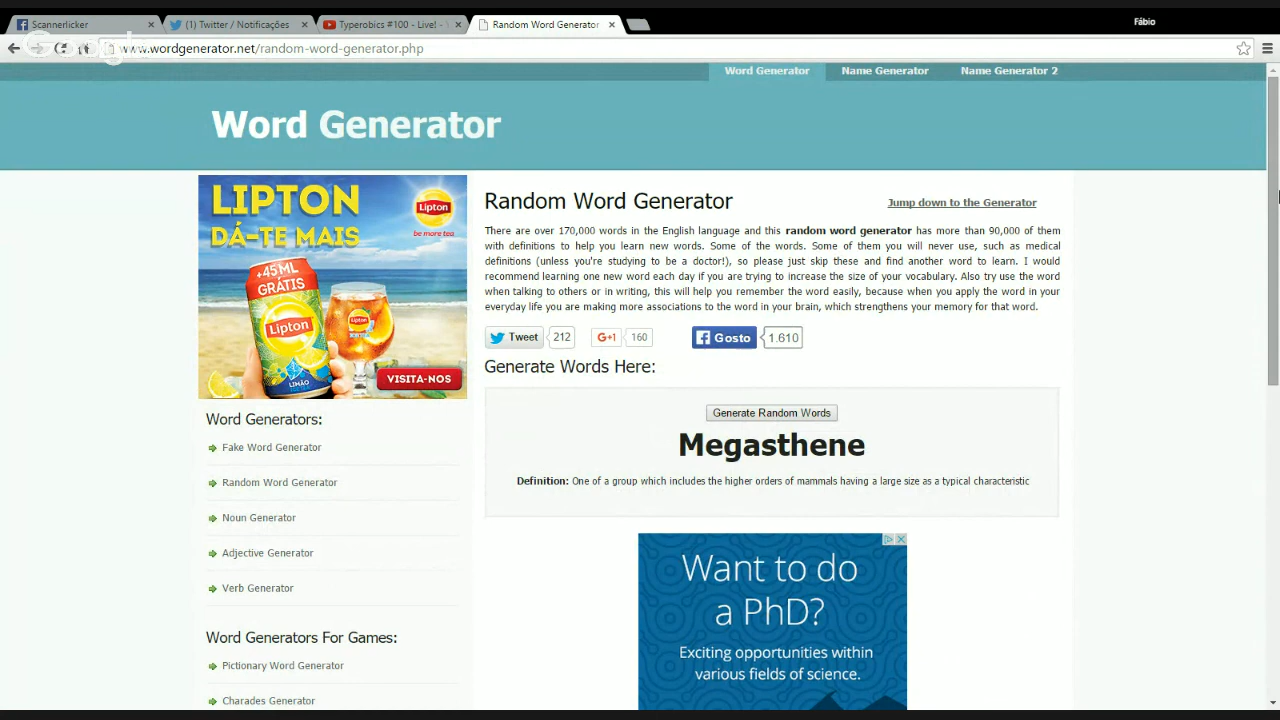 Scannerlicker
(1) Twitter / Notificações
Typerobics #100 - Live! -
Random Word Generator
Fábio
www.wordgenerator.net/random-word-generator.php
Word Generator
Name Generator
Name Generator 2
Word Generator
LIPTON
DÁ-TE MAIS
Lipton
be more tea.
+45ML
GRÁTIS
Lipton
Lipton
LIMÃO
VISITA-NOS
Random Word Generator
Jump down to the Generator
There are over 170,000 words in the English language and this random word generator has more than 90,000 of them
with definitions to help you learn new words. Some of the words. Some of them you will never use, such as medical
definitions (unless you're studying to be a doctor!), so please just skip these and find another word to learn. I would
recommend learning one new word each day if you are trying to increase the size of your vocabulary. Also try use the word
when talking to others or in writing, this will help you remember the word easily, because when you apply the word in your
everyday life you are making more associations to the word in your brain, which strengthens your memory for that word.
Tweet
212
G+1
160
Gosto
1.610
Generate Words Here:
Generate Random Words
Megasthene
Definition: One of a group which includes the higher orders of mammals having a large size as a typical characteristic
Word Generators:
Fake Word Generator
Random Word Generator
Noun Generator
Adjective Generator
Verb Generator
Word Generators For Games:
Pictionary Word Generator
Charades Generator
Want to do
a PhD?
Exciting opportunities within
various fields of science.